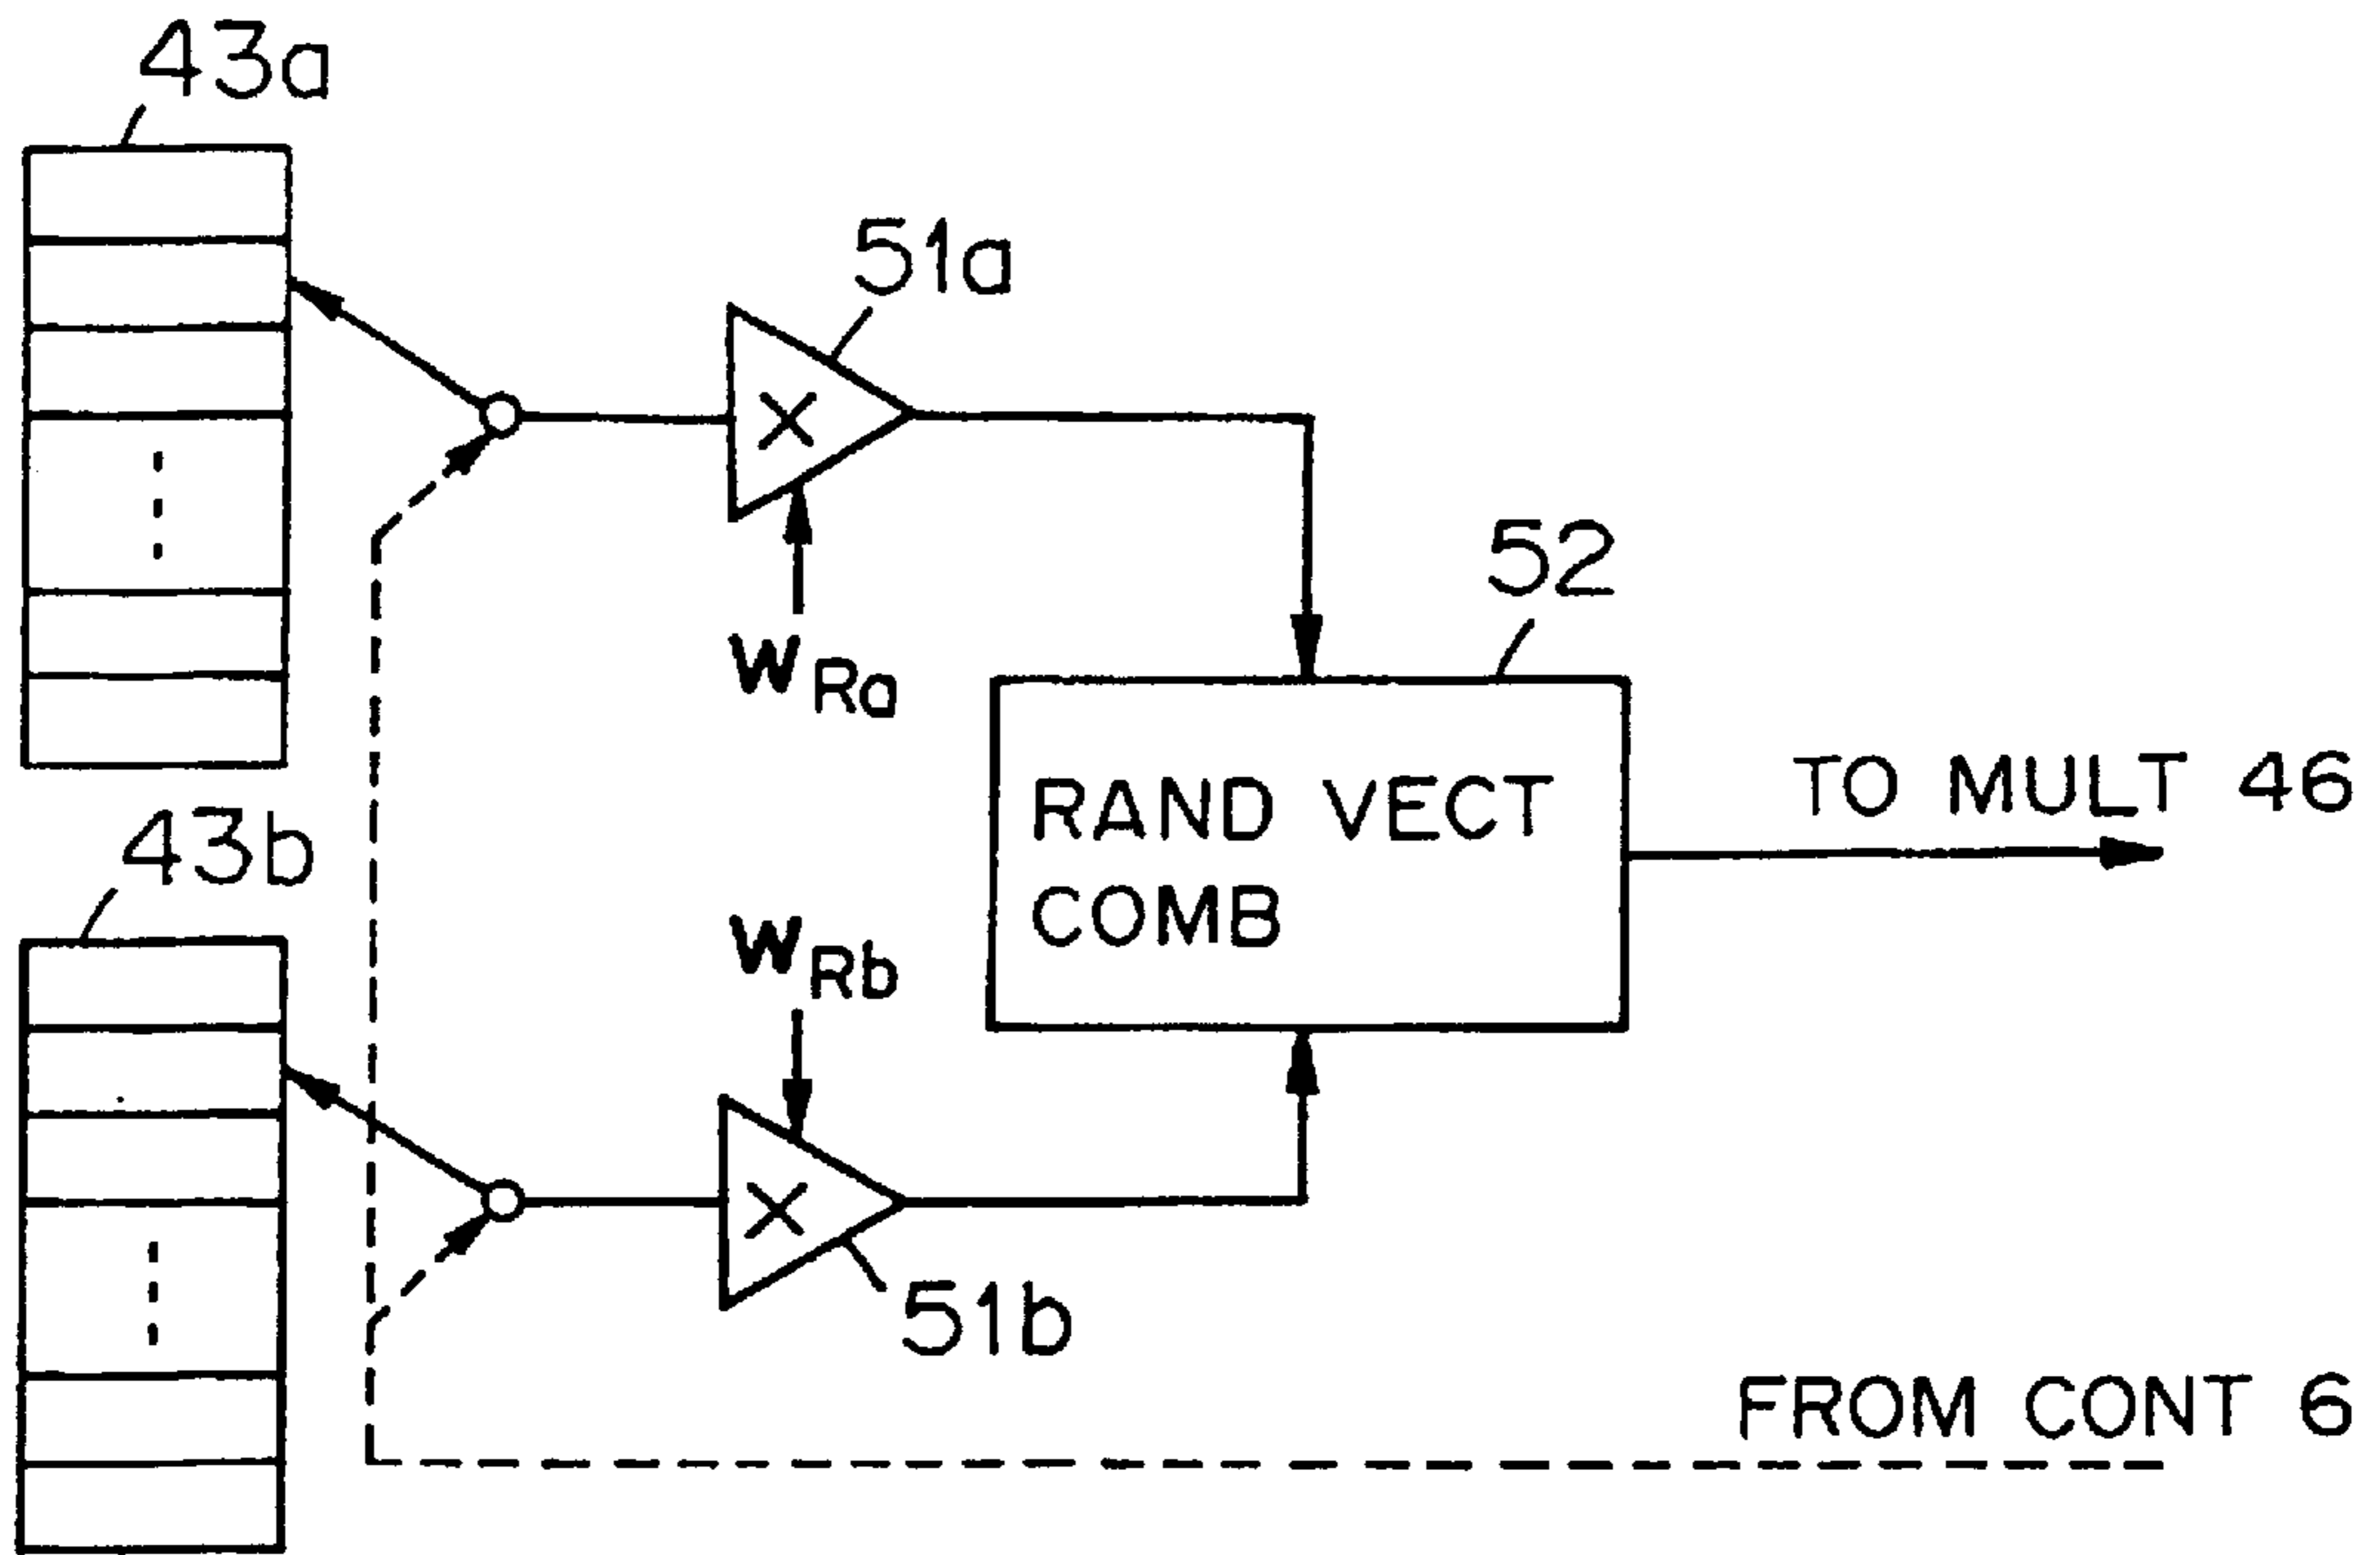 43a
51a
W_Ra
52
RAND VECT
COMB
TO MULT 46
43b
W_Rb
51b
FROM CONT 6